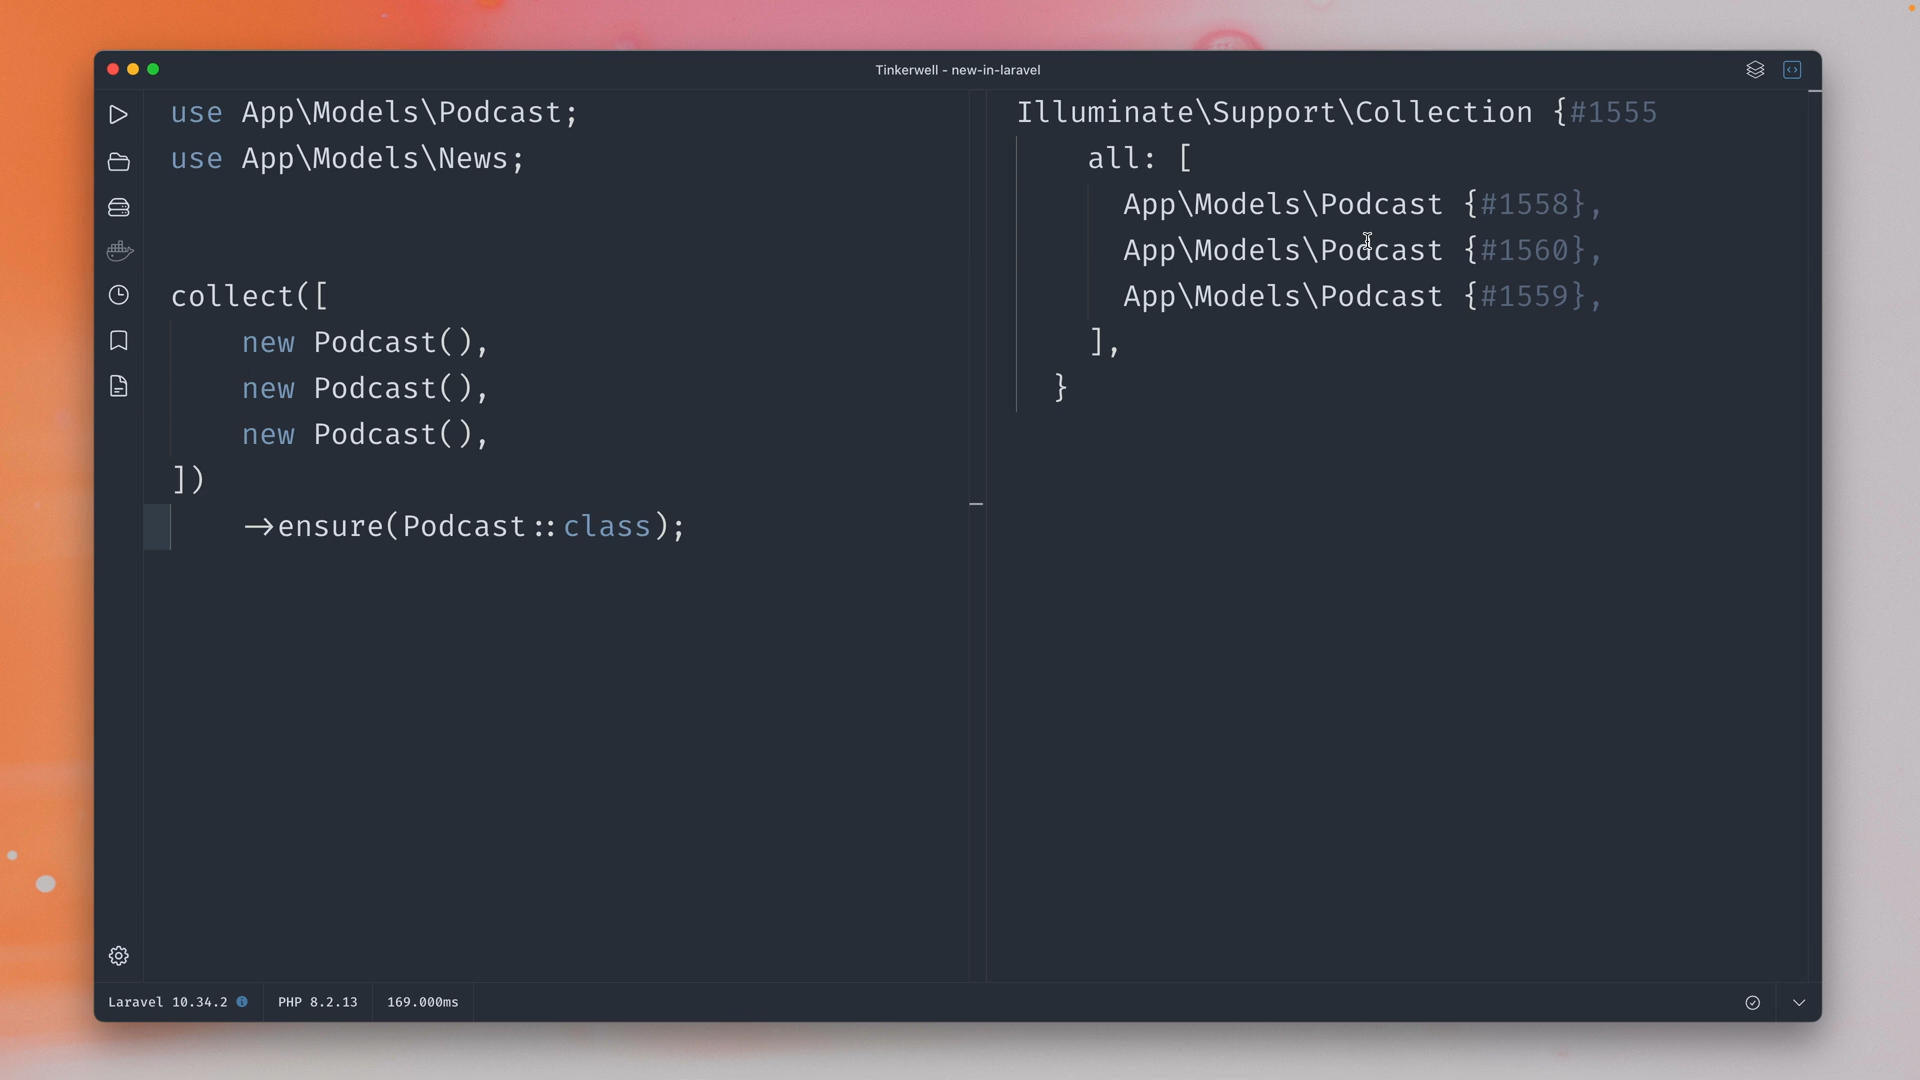 Tinkerwell - new-in-laravel
use App\Models\Podcast;
use App\Models\News;
collect([
new Podcast(),
new Podcast(),
new Podcast(),
])
->ensure(Podcast::class);
Illuminate\Support\Collection {#1555
all: [
App\Models\Podcast {#1558},
App\Models\Podcast {#1560},
App\Models\Podcast {#1559},
],
}
Laravel 10.34.2
PHP 8.2.13
169.000ms